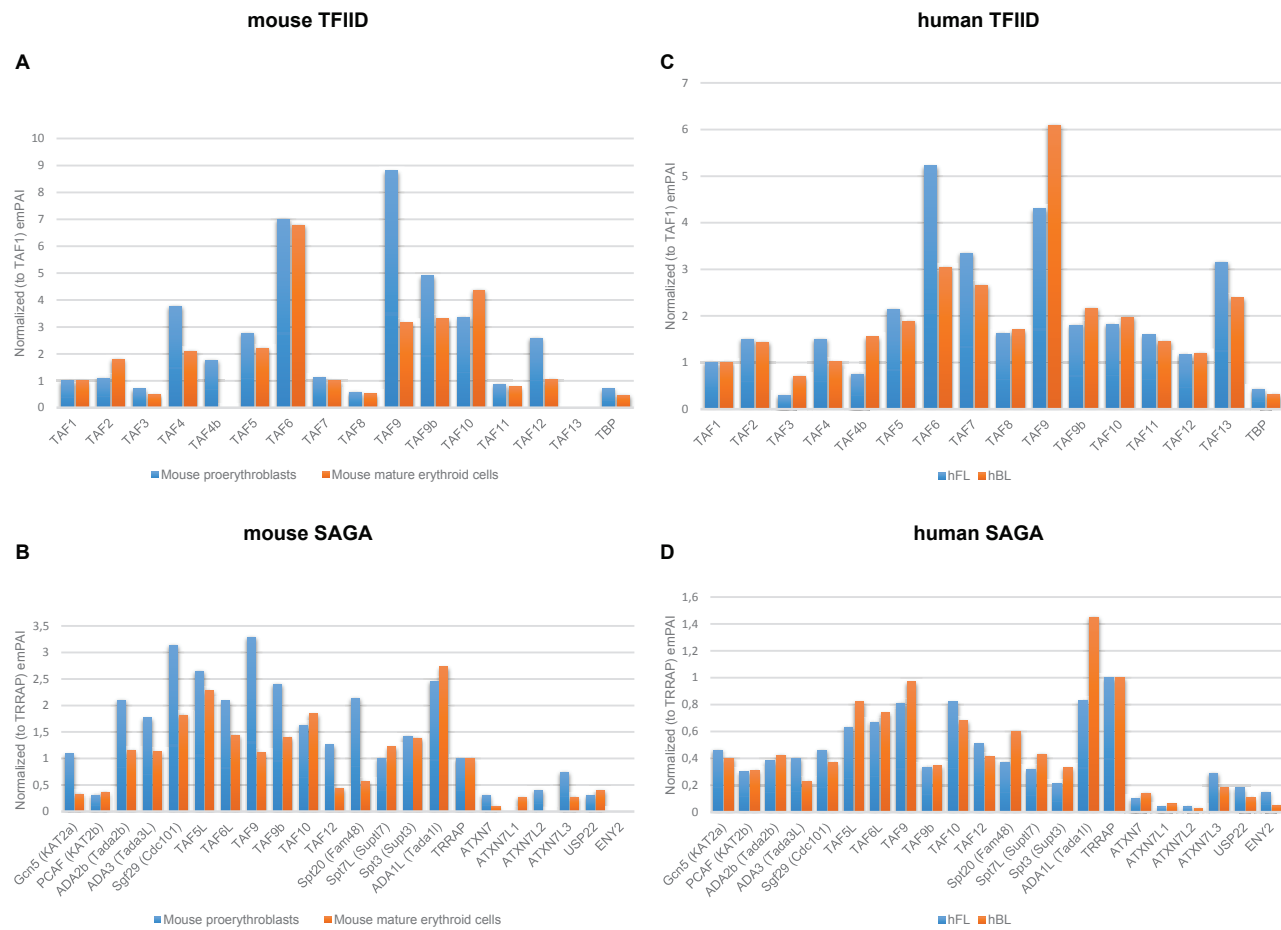 mouse TFIID
A
Normalized (to TAF1) emPAI
10
9
8
7
6
5
4
3
2
1
0
TAF1
TAF2
TAF3
TAF4
TAF4b
TAF5
TAF6
TAF7
TAF8
TAF9
TAF9b
TAF10
TAF11
TAF12
TAF13
TBP
Mouse proerythroblasts Mouse mature erythroid cells
human TFIID
C
Normalized (to TAF1) emPAI
7
6
5
4
3
2
1
0
TAF1
TAF2
TAF3
TAF4
TAF4b
TAF5
TAF6
TAF7
TAF8
TAF9
TAF9b
TAF10
TAF11
TAF12
TAF13
TBP
hFL hBL
mouse SAGA
B
Normalized (to TRRAP) emPAI
3,5
3
2,5
2
1,5
1
0,5
0
Gcn5 (KAT2a)
PCAF (KAT2b)
ADA2b (Tada2b)
ADA3 (Tada3L)
Sgf29 (Cdc101)
TAF5L
TAF6L
TAF9
TAF9b
TAF10
TAF12
Spt20 (Fam48)
Spt7L (Supt7)
Spt3 (Supt3)
ADA1L (Tada1l)
TRRAP
ATXN7
ATXN7L1
ATXN7L2
ATXN7L3
USP22
ENY2
Mouse proerythroblasts Mouse mature erythroid cells
human SAGA
D
Normalized (to TRRAP) emPAI
1,6
1,4
1,2
1
0,8
0,6
0,4
0,2
0
Gcn5 (KAT2a)
PCAF (KAT2b)
ADA2b (Tada2b)
ADA3 (Tada3L)
Sgf29 (Cdc101)
TAF5L
TAF6L
TAF9
TAF9b
TAF10
TAF12
Spt20 (Fam48)
Spt7L (Supt7)
Spt3 (Supt3)
ADA1L (Tada1l)
TRRAP
ATXN7
ATXN7L1
ATXN7L2
ATXN7L3
USP22
ENY2
hFL hBL